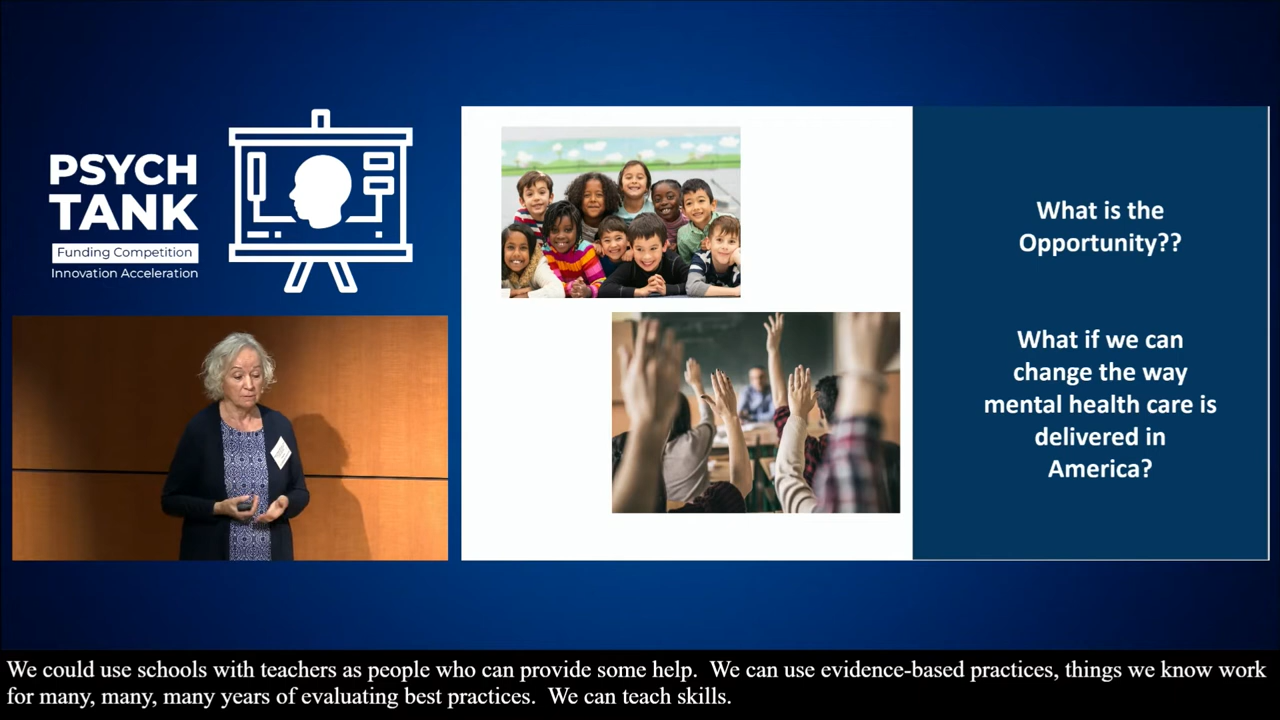 PSYCH
TANK
Funding Competition
Innovation Acceleration
What is the
Opportunity??
What if we can
change the way
mental health care is
delivered in
America?
We could use schools with teachers as people who can provide some help.  We can use evidence-based practices, things we know work
for many, many, many years of evaluating best practices.  We can teach skills.